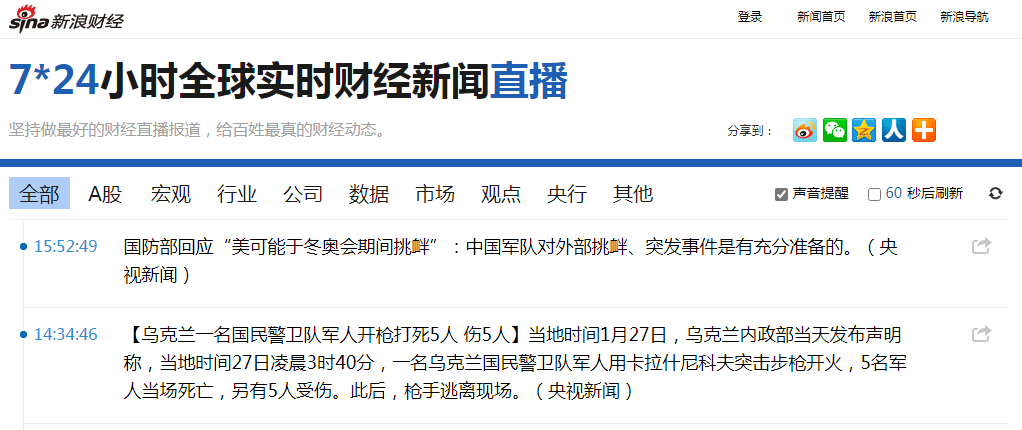 sina新浪财经
登录 新闻首页 新浪首页 新浪导航
7*24小时全球实时财经新闻直播
坚持做最好的财经直播报道，给百姓最真的财经动态。
分享到：
全部 A股 宏观 行业 公司 数据 市场 观点 央行 其他 声音提醒 60 秒后刷新
15:52:49 国防部回应“美可能于冬奥会期间挑衅”：中国军队对外部挑衅、突发事件是有充分准备的。（央
视新闻）
14:34:46 【乌克兰一名国民警卫队军人开枪打死5人 伤5人】当地时间1月27日，乌克兰内政部当天发布声明
称，当地时间27日凌晨3时40分，一名乌克兰国民警卫队军人用卡拉什尼科夫突击步枪开火，5名军
人当场死亡，另有5人受伤。此后，枪手逃离现场。（央视新闻）